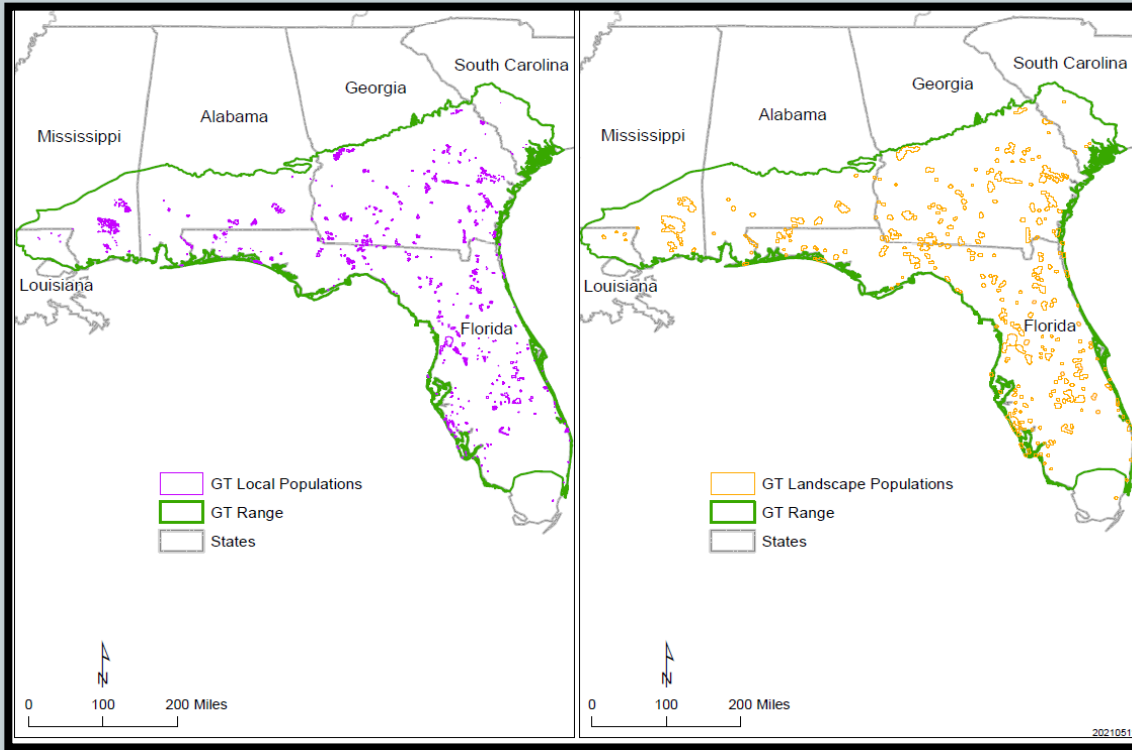 South Carolina
Georgia
Alabama
Mississippi
Louisiana
Florida
GT Local Populations
GT Range
States
N
0 100 200 Miles
South Carolina
Georgia
Alabama
Mississippi
Louisiana
Florida
GT Landscape Populations
GT Range
States
N
0 100 200 Miles
2021051